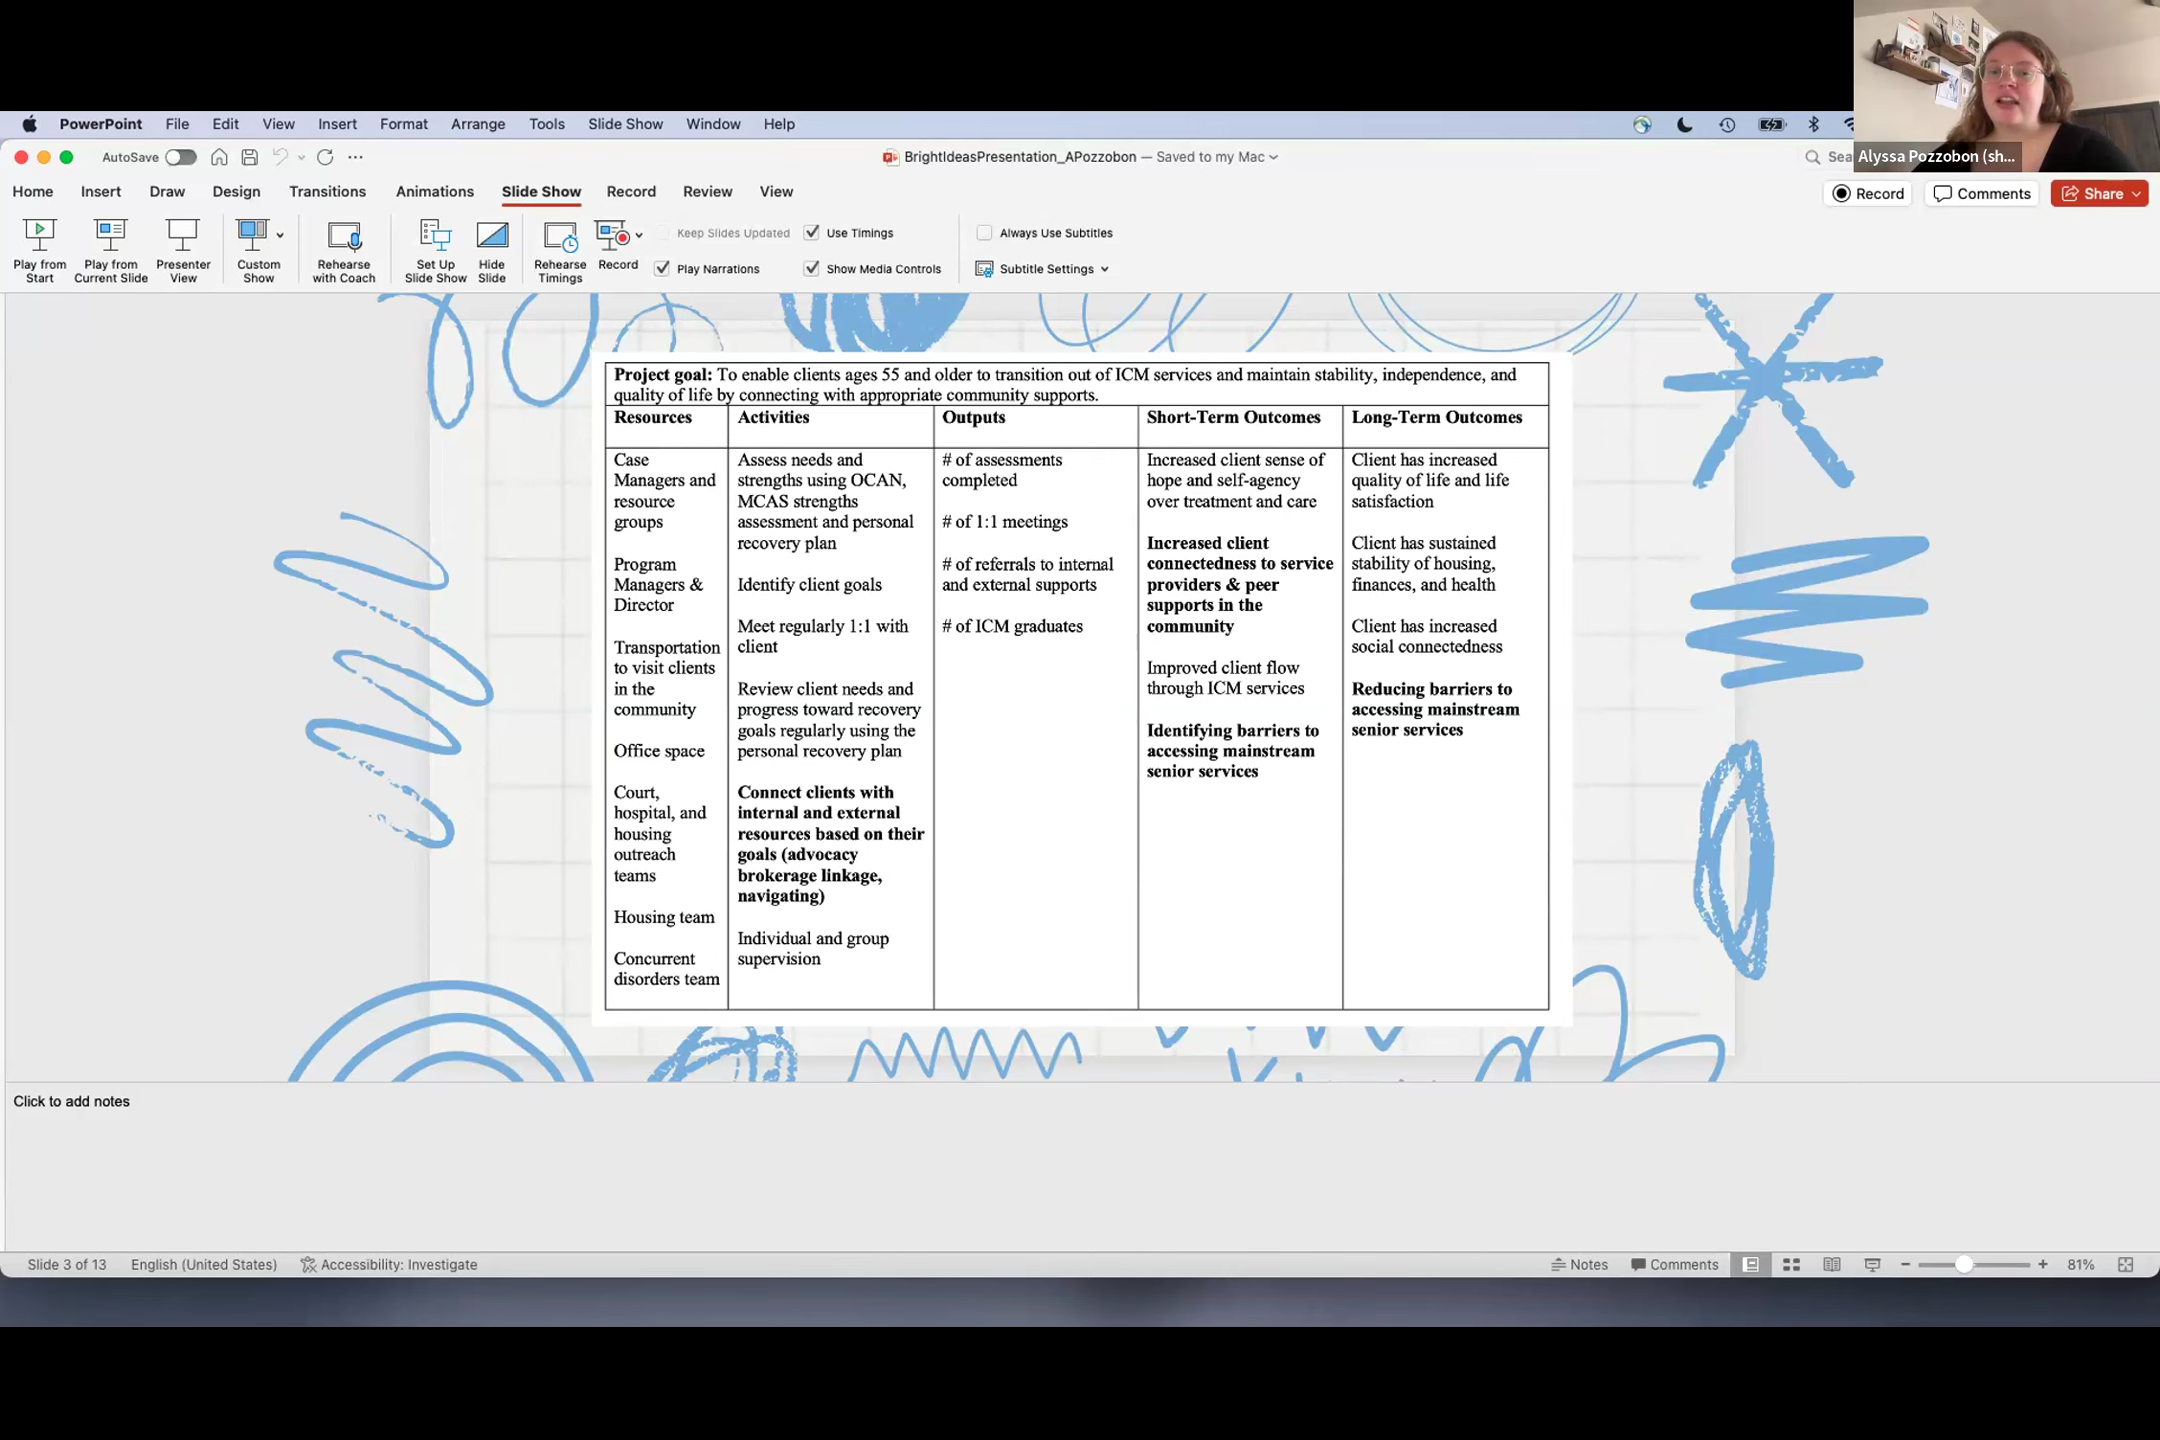 PowerPoint File Edit View Insert Format Arrange Tools Slide Show Window Help
AutoSave
BrightIdeasPresentation_APozzobon — Saved to my Mac
Alyssa Pozzobon (sh...
Home Insert Draw Design Transitions Animations Slide Show Record Review View
Record Comments Share
Play from
Start
Play from
Current Slide
Presenter
View
Custom
Show
Rehearse
with Coach
Set Up
Slide Show
Hide
Slide
Rehearse
Timings
Record
Keep Slides Updated
Use Timings
Play Narrations
Show Media Controls
Always Use Subtitles
Subtitle Settings
Project goal: To enable clients ages 55 and older to transition out of ICM services and maintain stability, independence, and
quality of life by connecting with appropriate community supports.
Resources
Case
Managers and
resource
groups
Program
Managers &
Director
Transportation
to visit clients
in the
community
Office space
Court,
hospital, and
housing
outreach
teams
Housing team
Concurrent
disorders team
Activities
Assess needs and
strengths using OCAN,
MCAS strengths
assessment and personal
recovery plan
Identify client goals
Meet regularly 1:1 with
client
Review client needs and
progress toward recovery
goals regularly using the
personal recovery plan
Connect clients with
internal and external
resources based on their
goals (advocacy
brokerage linkage,
navigating)
Individual and group
supervision
Outputs
# of assessments
completed
# of 1:1 meetings
# of referrals to internal
and external supports
# of ICM graduates
Short-Term Outcomes
Increased client sense of
hope and self-agency
over treatment and care
Increased client
connectedness to service
providers & peer
supports in the
community
Improved client flow
through ICM services
Identifying barriers to
accessing mainstream
senior services
Long-Term Outcomes
Client has increased
quality of life and life
satisfaction
Client has sustained
stability of housing,
finances, and health
Client has increased
social connectedness
Reducing barriers to
accessing mainstream
senior services
Click to add notes
Slide 3 of 13 English (United States) Accessibility: Investigate
Notes Comments 81%